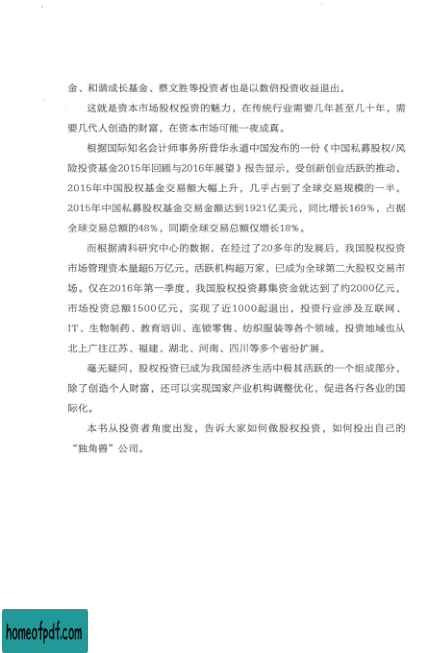 金、和谐成长基金、蔡文胜等投资者也是以数倍投资收益退出。
这就是资本市场股权投资的魅力，在传统行业需要几年甚至几十年，需
要几代人创造的财富，在资本市场可能一夜成真。
根据国际知名会计师事务所普华永道中国发布的一份《中国私募股权/风
险投资基金2015年回顾与2016年展望》报告显示，受创新创业活跃的推动，
2015年中国股权基金交易额大幅上升，几乎占到了全球交易规模的一半。
2015年中国私募股权基金交易金额达到1921亿美元，同比增长169%，占据
全球交易总额的48%，同期全球交易总额仅增长18%。
而根据清科研究中心的数据，在经过了20多年的发展后，我国股权投资
市场管理资本量超5万亿元，活跃机构超万家，已成为全球第二大股权交易市
场。仅在2016年第一季度，我国股权投资募集资金就达到了约2000亿元，
市场投资总额1500亿元，实现了近1000起退出，投资行业涉及互联网、
IT、生物制药、教育培训、连锁零售、纺织服装等各个领域，投资地域也从
北上广往江苏、福建、湖北、河南、四川等多个省份扩展。
毫无疑问，股权投资已成为我国经济生活中极其活跃的一个组成部分，
除了创造个人财富，还可以实现国家产业机构调整优化，促进各行各业的国
际化。
本书从投资者角度出发，告诉大家如何做股权投资，如何投出自己的
“独角兽”公司。
homeofpdf.com